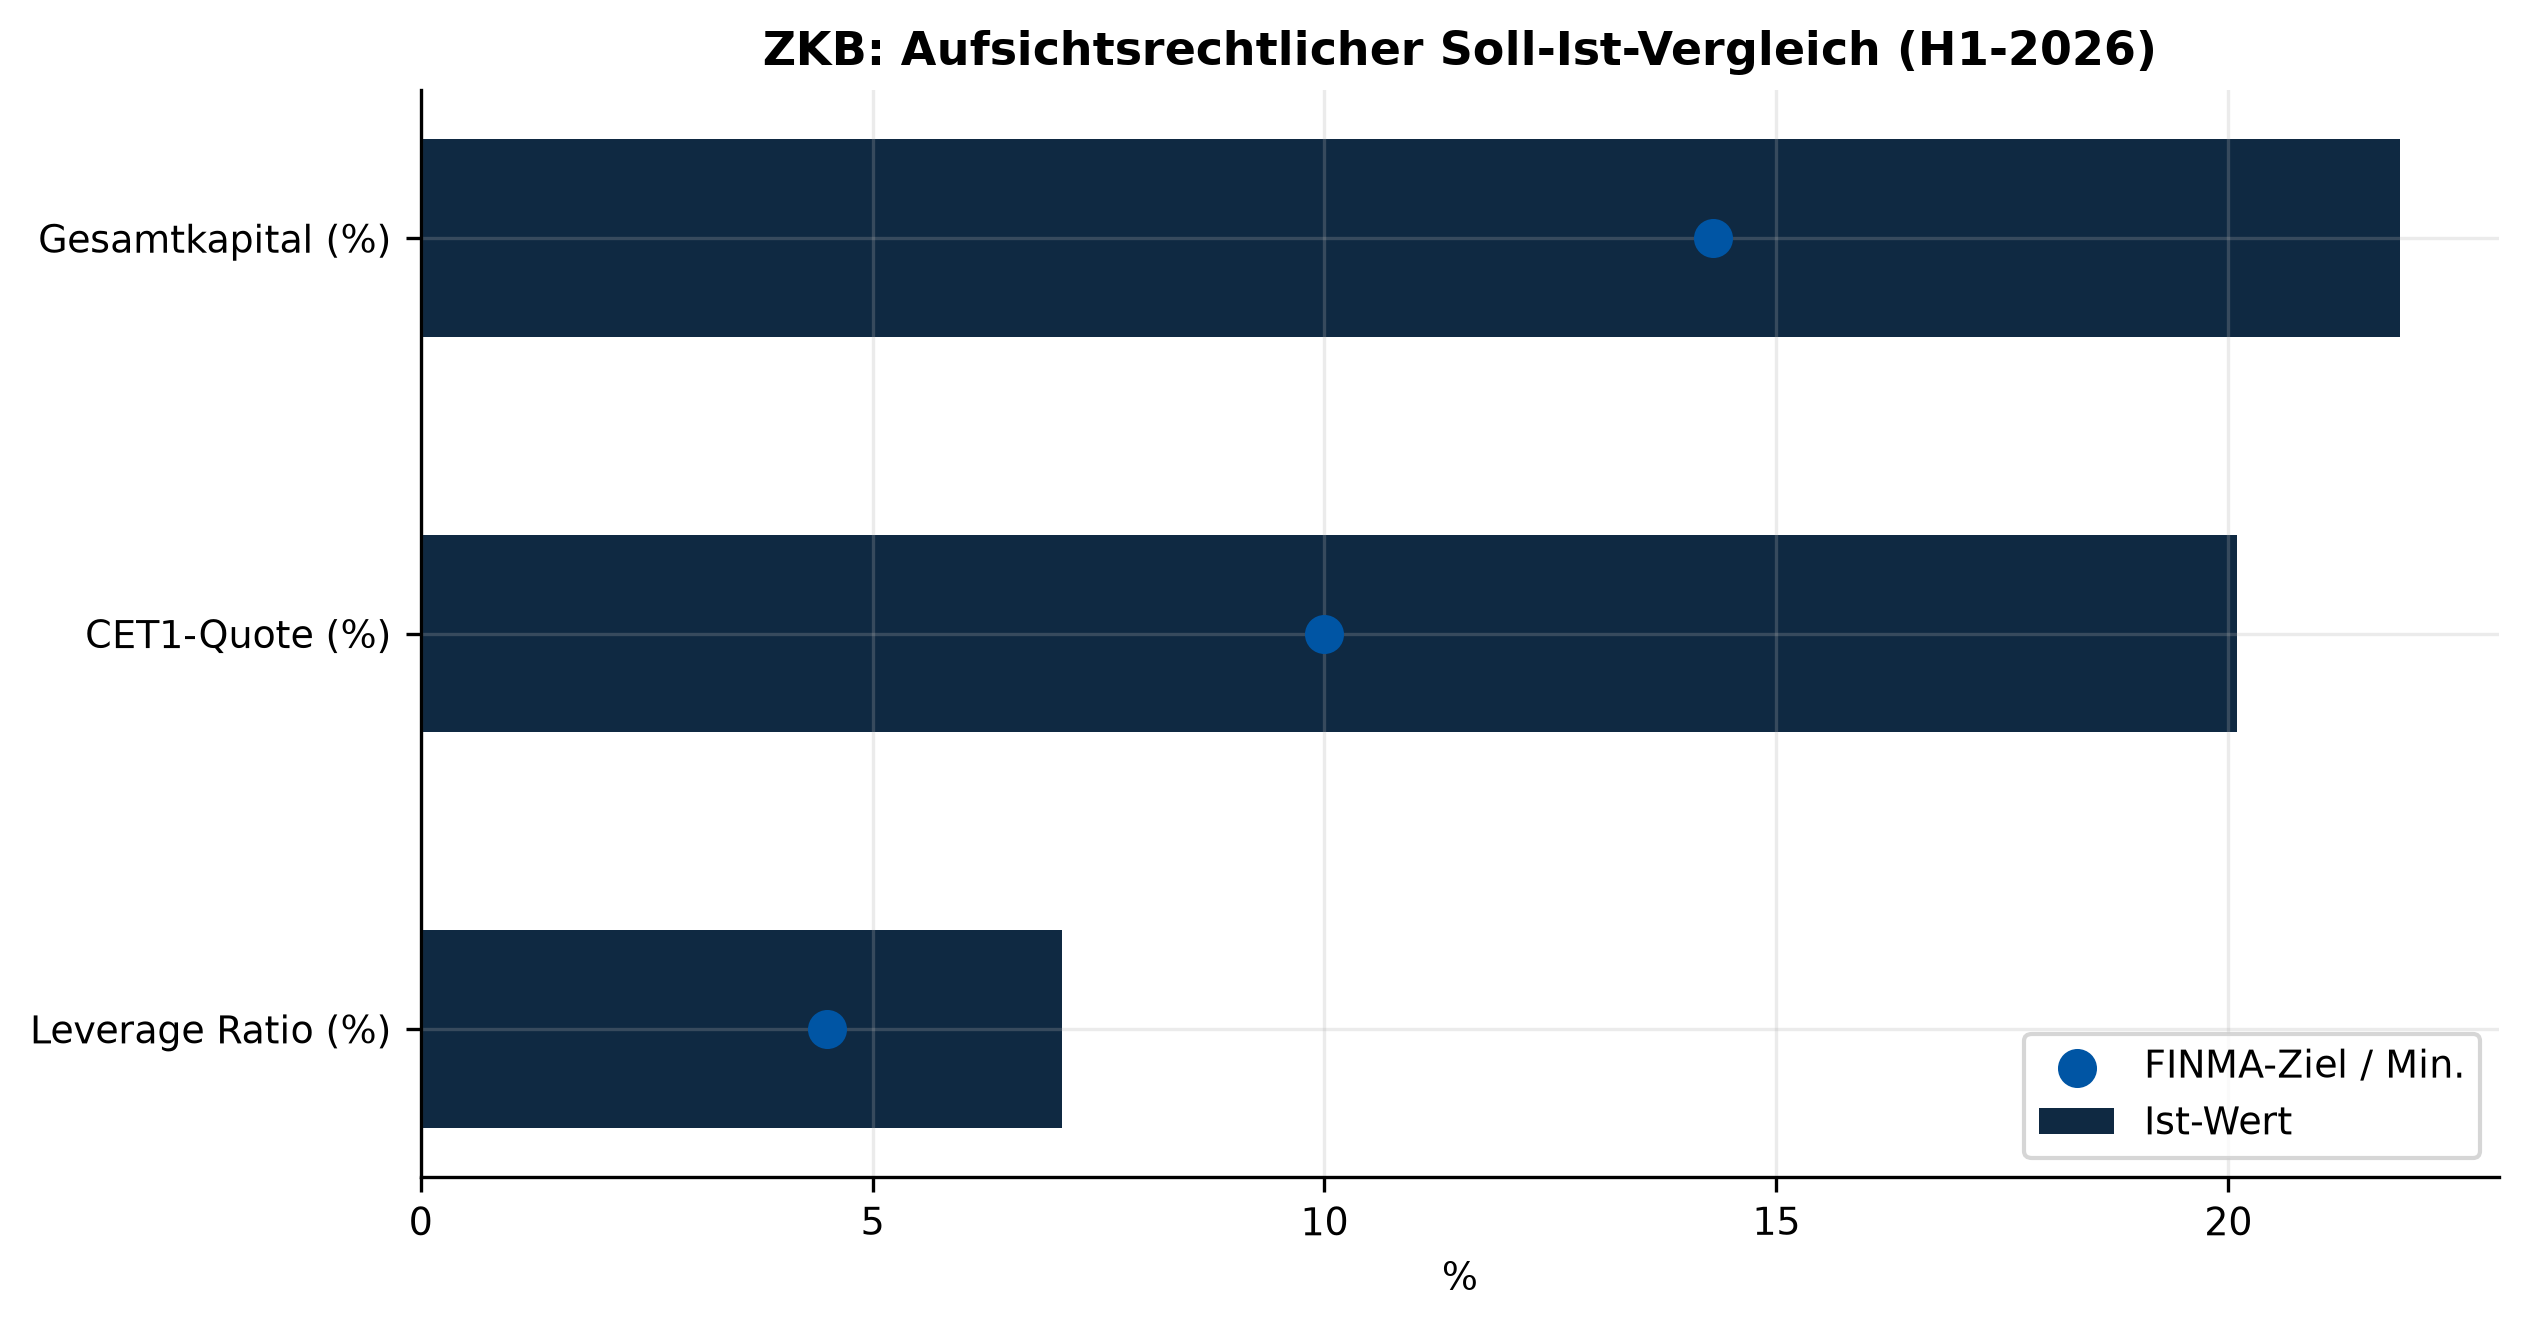 ZKB: Aufsichtsrechtlicher Soll-Ist-Vergleich (H1-2026)
Gesamtkapital (%)
CET1-Quote (%)
Leverage Ratio (%)
FINMA-Ziel / Min.
Ist-Wert
0 5 10 15 20
%